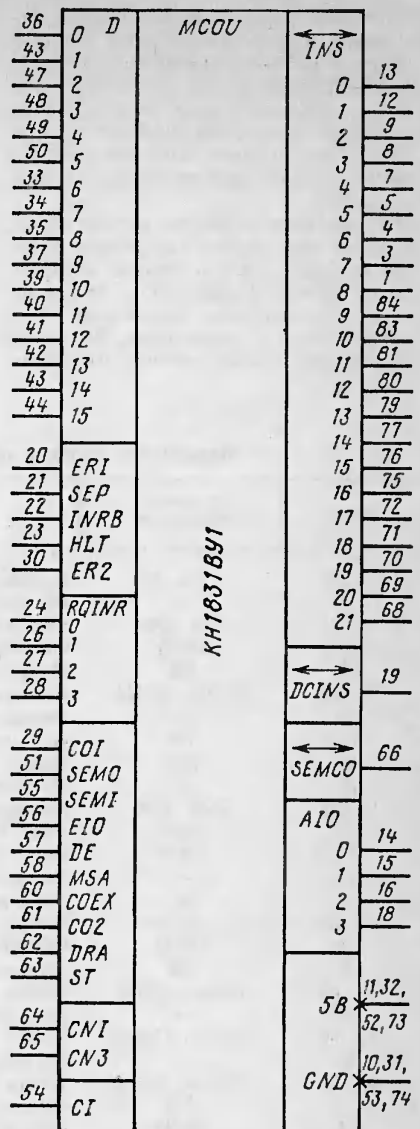 36 0 D
43 1
47 2
48 3
49 4
50 5
33 6
34 7
35 8
37 9
39 10
40 11
41 12
42 13
43 14
44 15
20 ERI
21 SEP
22 INRB
23 HLT
30 ER2
RQINR
24 0
26 1
27 2
28 3
29 COI
51 SEMO
55 SEMI
56 EIO
57 DE
58 MSA
60 COEX
61 CO2
62 DRA
63 ST
64 CNI
65 CN3
54 CI
MCOU
КН1831ВУ1
INS
0 13
1 12
2 9
3 8
4 7
5 5
6 4
7 3
8 1
9 84
10 83
11 81
12 80
13 79
14 77
15 76
16 75
17 72
18 71
19 70
20 69
21 68
DCINS 19
SEMCO 66
AIO
0 14
1 15
2 16
3 18
5В 11,32,
52,73
GND 10,31,
53,74